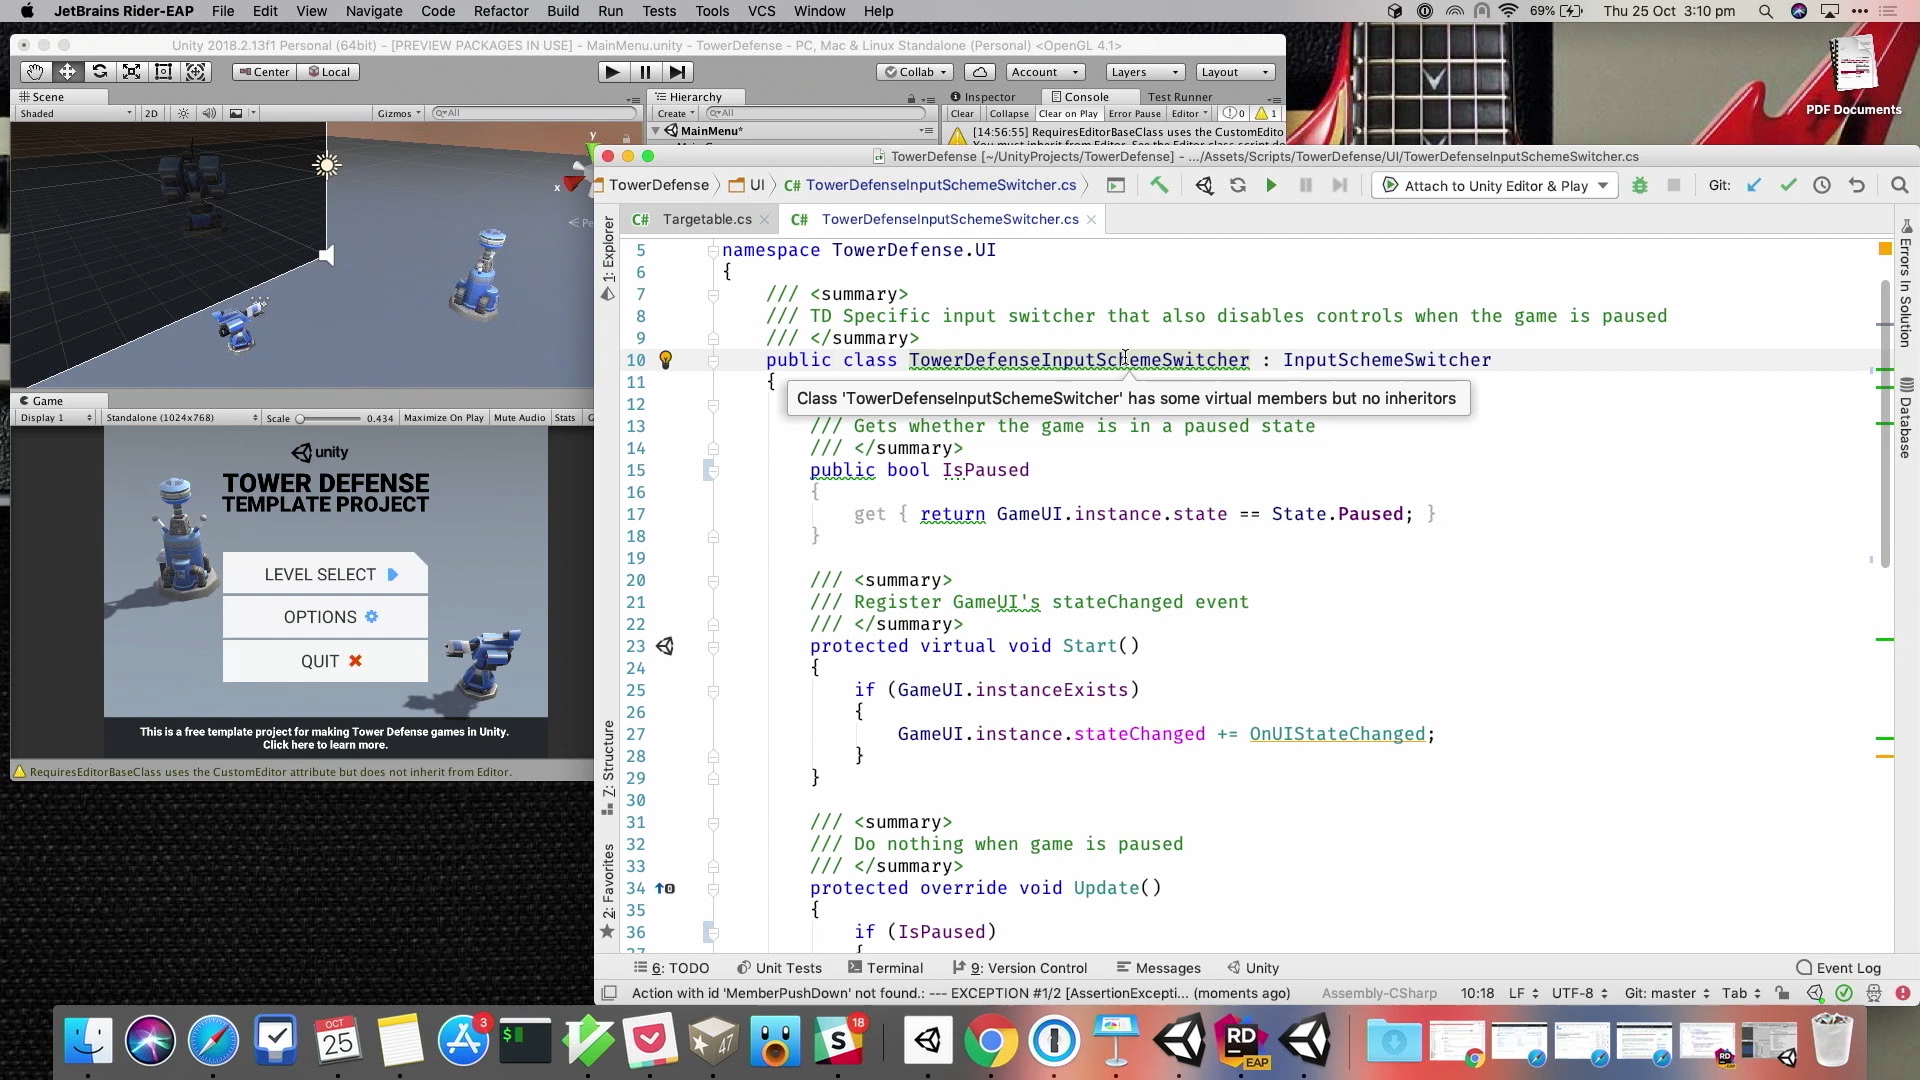 JetBrains Rider-EAP File Edit View Navigate Code Refactor Build Run Tests Tools VCS Window Help
69% Thu 25 Oct 3:10 pm
PDF Documents
Unity 2018.2.13f1 Personal (64bit) - [PREVIEW PACKAGES IN USE] - MainMenu.unity - TowerDefense - PC, Mac & Linux Standalone (Personal) <OpenGL 4.1>
Center Local Collab Account Layers Layout
Scene Hierarchy Inspector Console Test Runner
Shaded 2D Gizmos All Create All Clear Collapse Clear on Play Error Pause Editor 0 1
MainMenu*
[14:56:55] RequiresEditorBaseClass uses the CustomEdito
y
x
Game
Display 1 Standalone (1024x768) Scale 0.434 Maximize On Play Mute Audio Stats
unity
TOWER DEFENSE
TEMPLATE PROJECT
LEVEL SELECT
OPTIONS
QUIT
This is a free template project for making Tower Defense games in Unity.
Click here to learn more.
RequiresEditorBaseClass uses the CustomEditor attribute but does not inherit from Editor.
TowerDefense [~/UnityProjects/TowerDefense] - .../Assets/Scripts/TowerDefense/UI/TowerDefenseInputSchemeSwitcher.cs
TowerDefense UI C# TowerDefenseInputSchemeSwitcher.cs Attach to Unity Editor & Play Git:
C# Targetable.cs C# TowerDefenseInputSchemeSwitcher.cs
1: Explorer
7: Structure
2: Favorites
Errors In Solution
Database
5 namespace TowerDefense.UI
6 {
7 /// <summary>
8 /// TD Specific input switcher that also disables controls when the game is paused
9 /// </summary>
10 public class TowerDefenseInputSchemeSwitcher : InputSchemeSwitcher
11 {
Class 'TowerDefenseInputSchemeSwitcher' has some virtual members but no inheritors
12
13 /// Gets whether the game is in a paused state
14 /// </summary>
15 public bool IsPaused
16 {
17 get { return GameUI.instance.state == State.Paused; }
18 }
19
20 /// <summary>
21 /// Register GameUI's stateChanged event
22 /// </summary>
23 protected virtual void Start()
24 {
25 if (GameUI.instanceExists)
26 {
27 GameUI.instance.stateChanged += OnUIStateChanged;
28 }
29 }
30
31 /// <summary>
32 /// Do nothing when game is paused
33 /// </summary>
34 protected override void Update()
35 {
36 if (IsPaused)
6: TODO Unit Tests Terminal 9: Version Control Messages Unity Event Log
Action with id 'MemberPushDown' not found.: --- EXCEPTION #1/2 [AssertionExcepti... (moments ago) Assembly-CSharp 10:18 LF UTF-8 Git: master Tab
OCT
25
3
$
47
18
RD
EAP